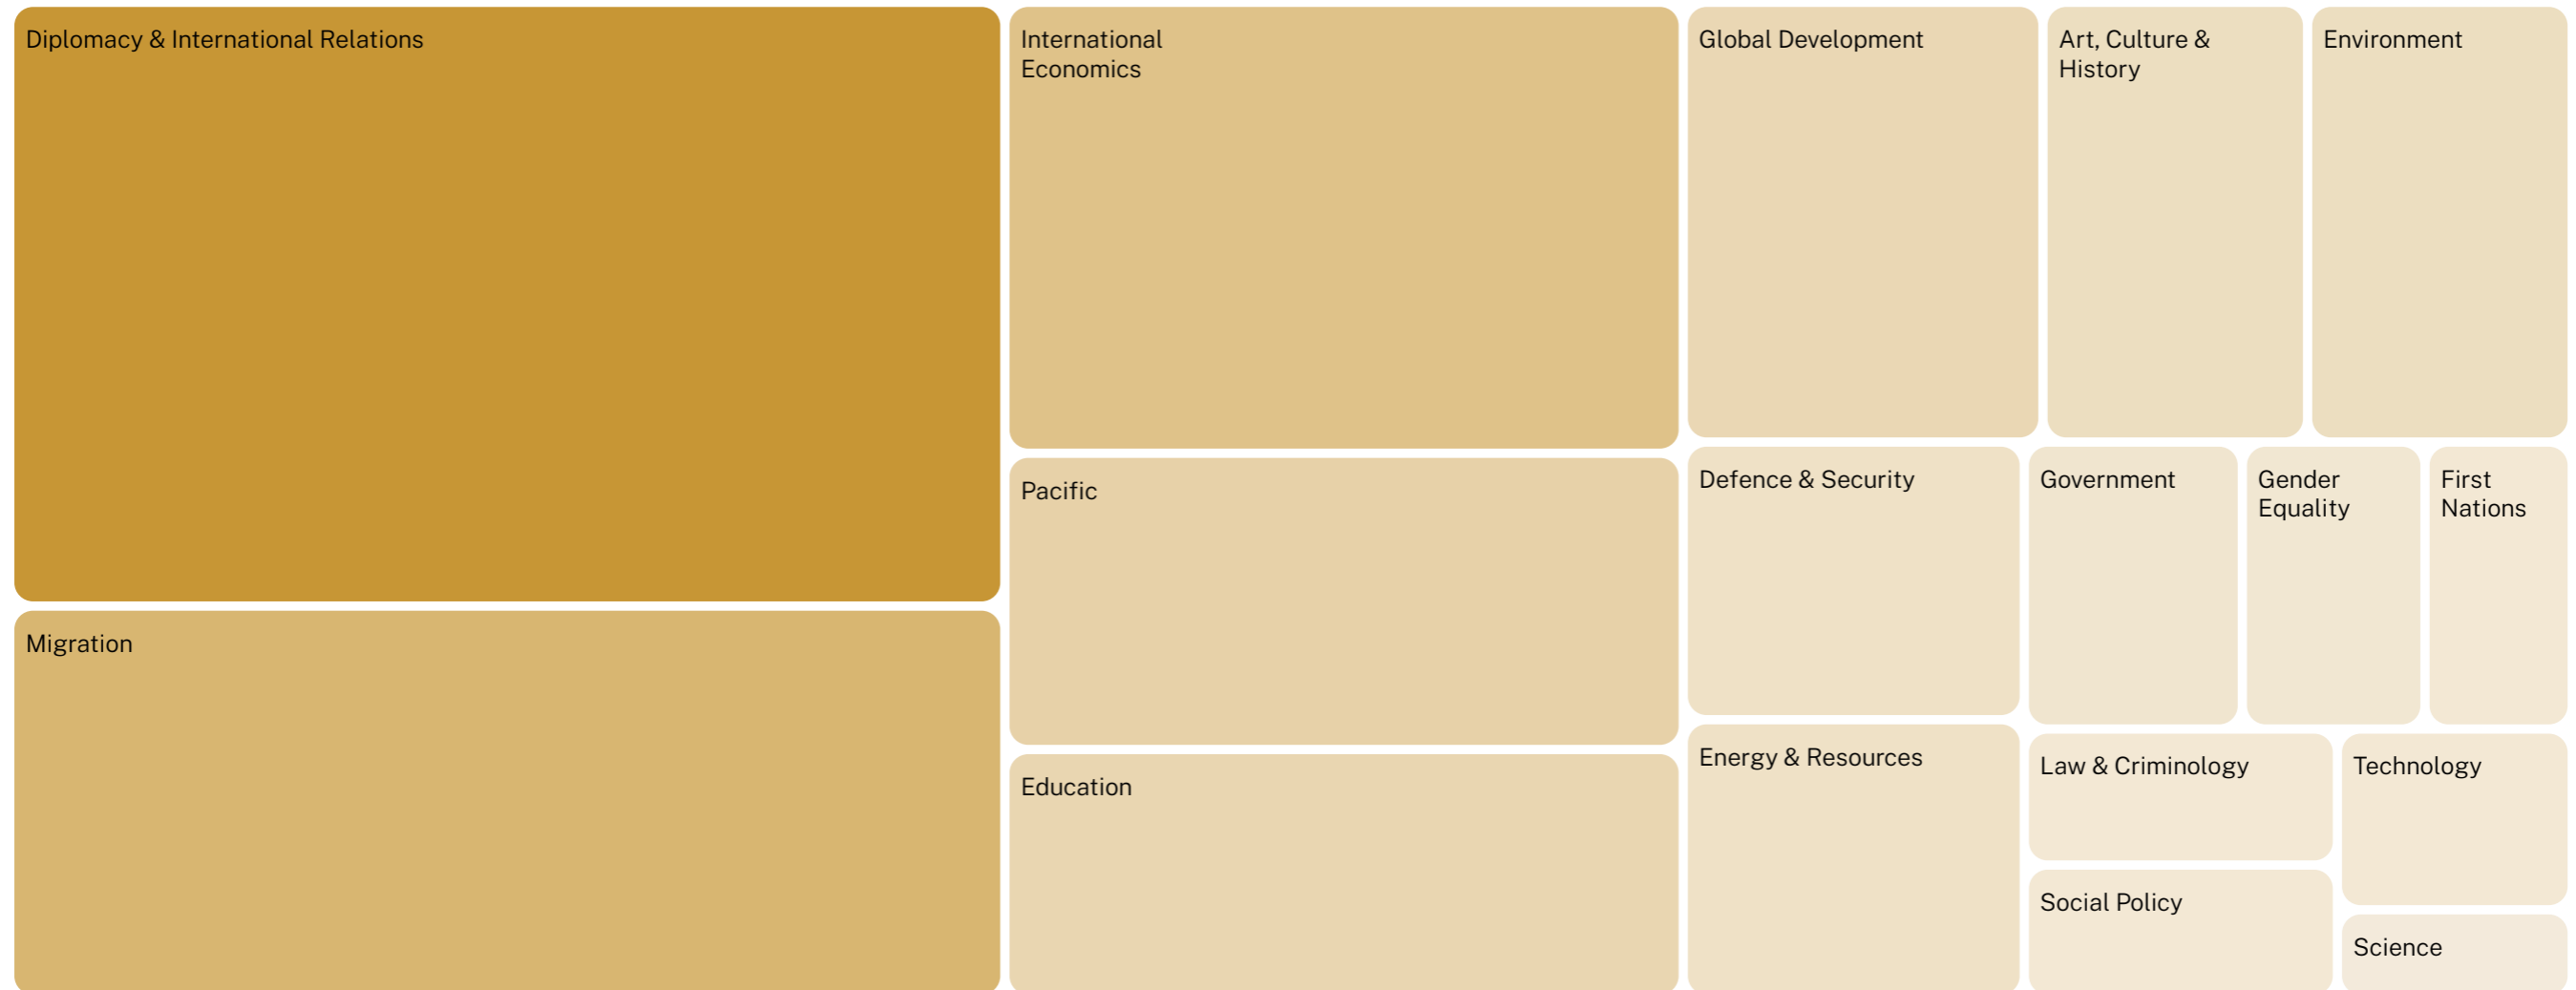 Diplomacy & International Relations
Migration
International
Economics
Pacific
Education
Global Development
Art, Culture &
History
Environment
Defence & Security
Government
Gender
Equality
First
Nations
Energy & Resources
Law & Criminology
Technology
Social Policy
Science